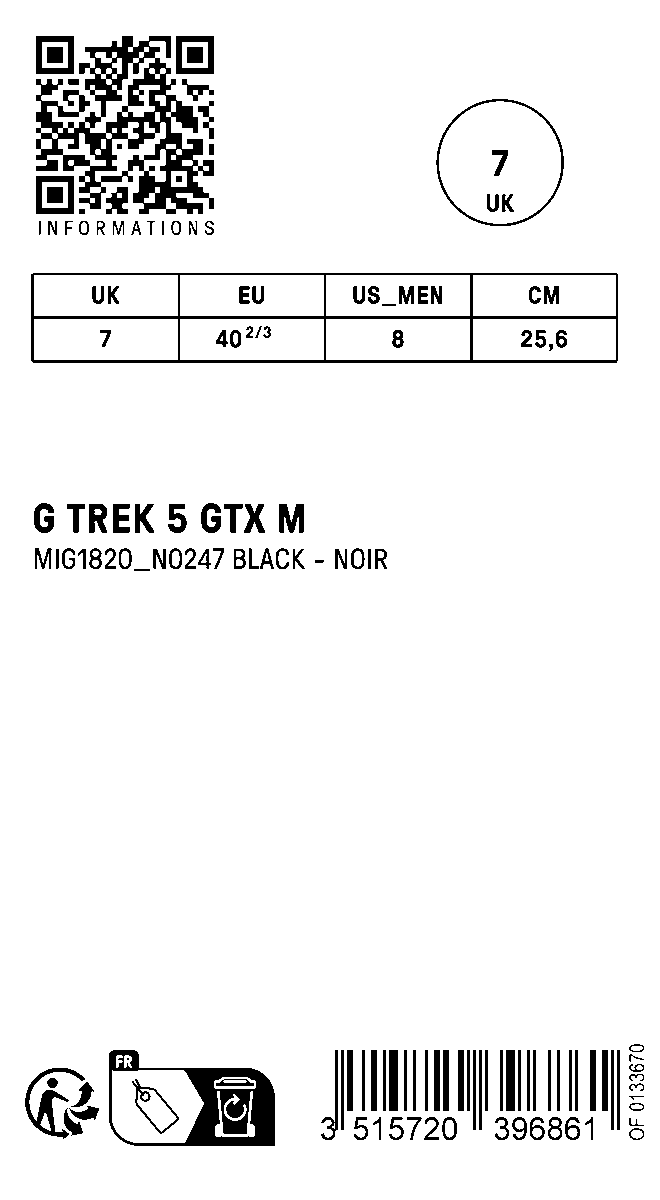 INFORMATIONS
7
UK
UK EU US_MEN CM
7 40 2/3 8 25,6
G TREK 5 GTX M
MIG1820_N0247 BLACK - NOIR
FR
3 515720 396861
OF 0133670